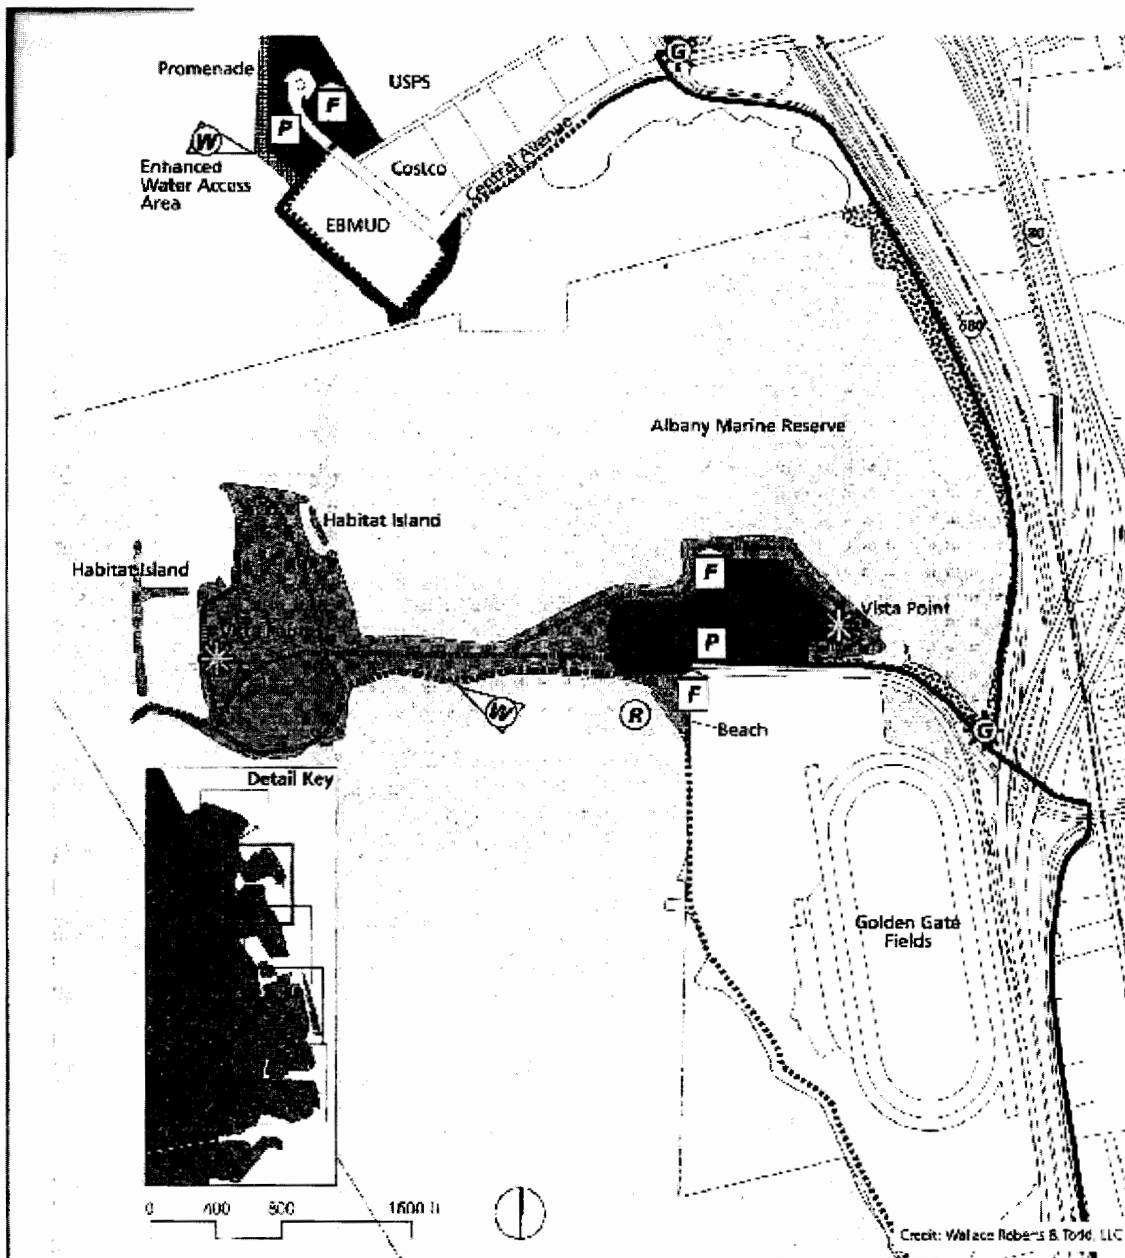 G
Promenade
USPS
F
P
W
Enhanced
Water Access
Area
Costco
Central Avenue
EBMUD
80
580
Albany Marine Reserve
Habitat Island
Habitat Island
F
Vista Point
P
F
W
R
Beach
G
Detail Key
Golden Gate
Fields
0 400 800 1600 ft
Credit: Wallace Roberts & Todd, LLC